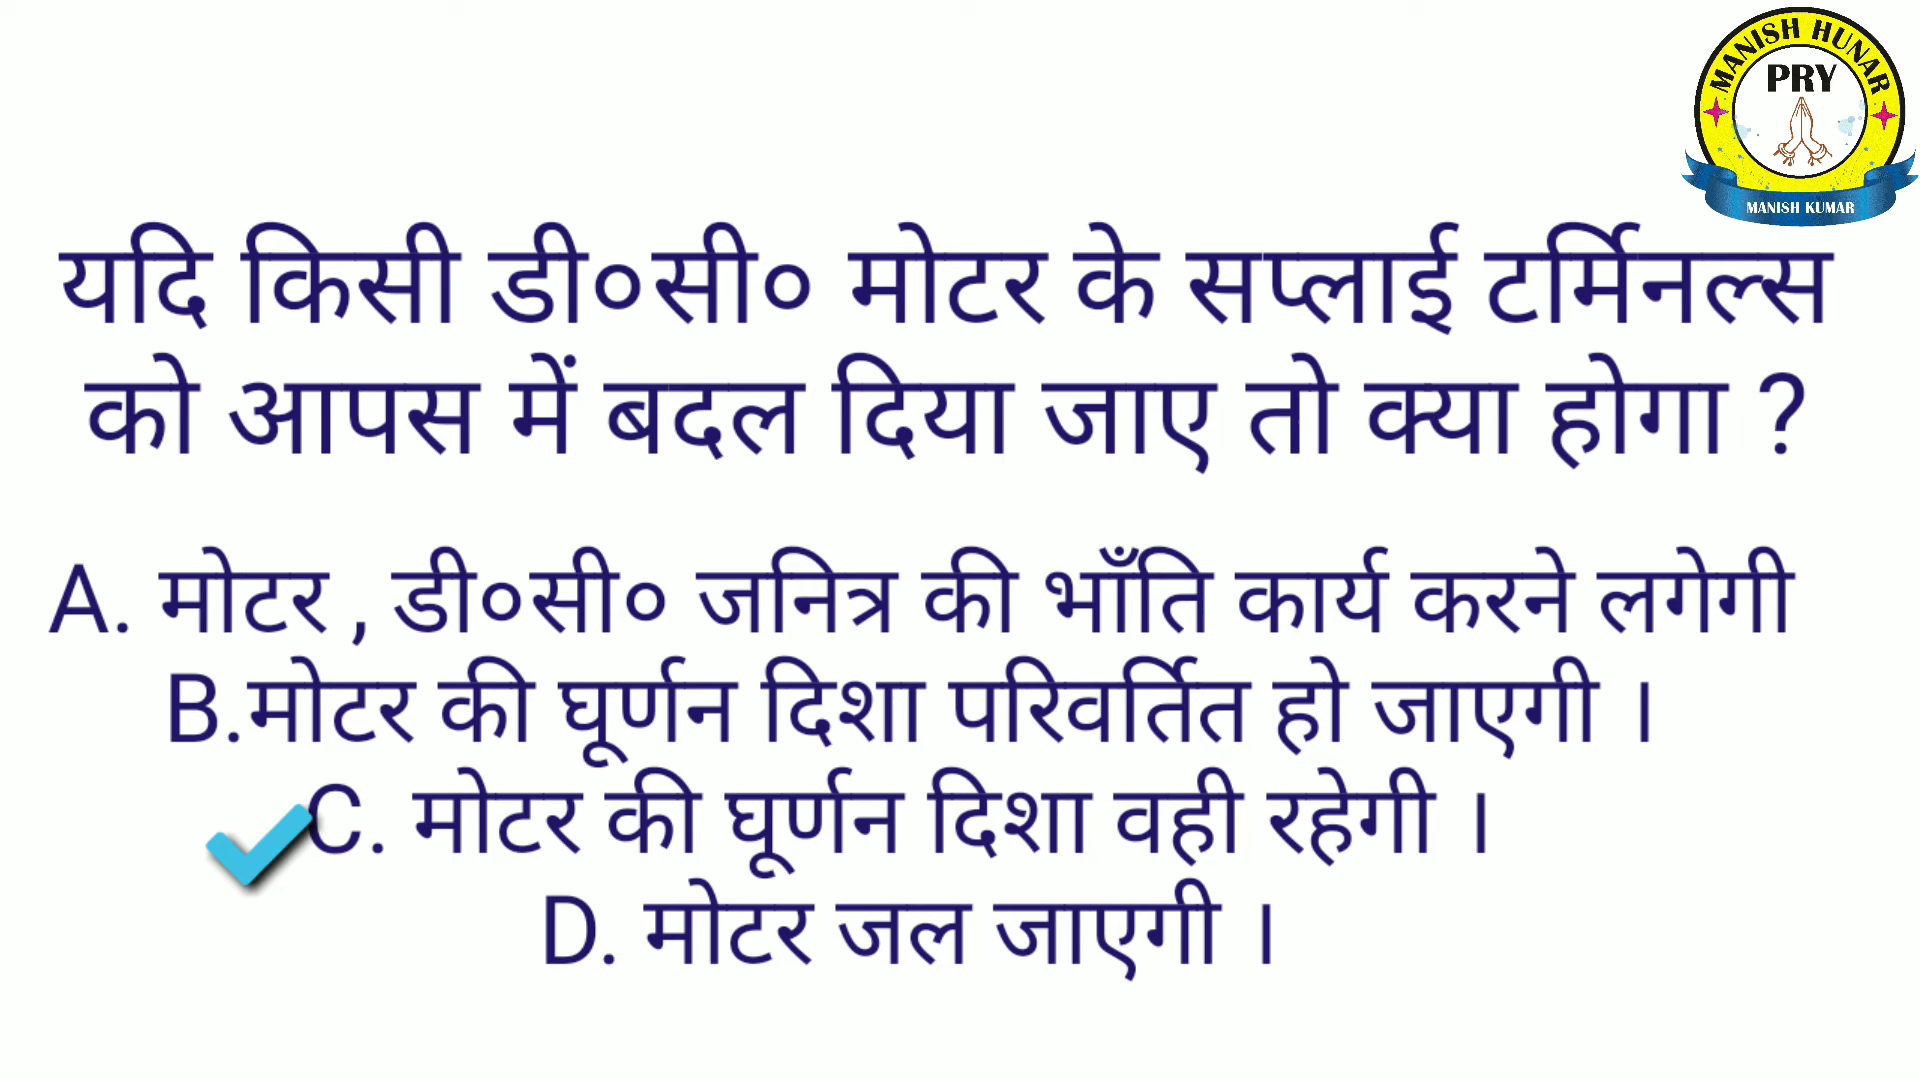 MANISH HUNAR
PRY
MANISH KUMAR
यदि किसी डी०सी० मोटर के सप्लाई टर्मिनल्स
को आपस में बदल दिया जाए तो क्या होगा ?
A. मोटर , डी०सी० जनित्र की भाँति कार्य करने लगेगी
B.मोटर की घूर्णन दिशा परिवर्तित हो जाएगी ।
C. मोटर की घूर्णन दिशा वही रहेगी ।
D. मोटर जल जाएगी ।